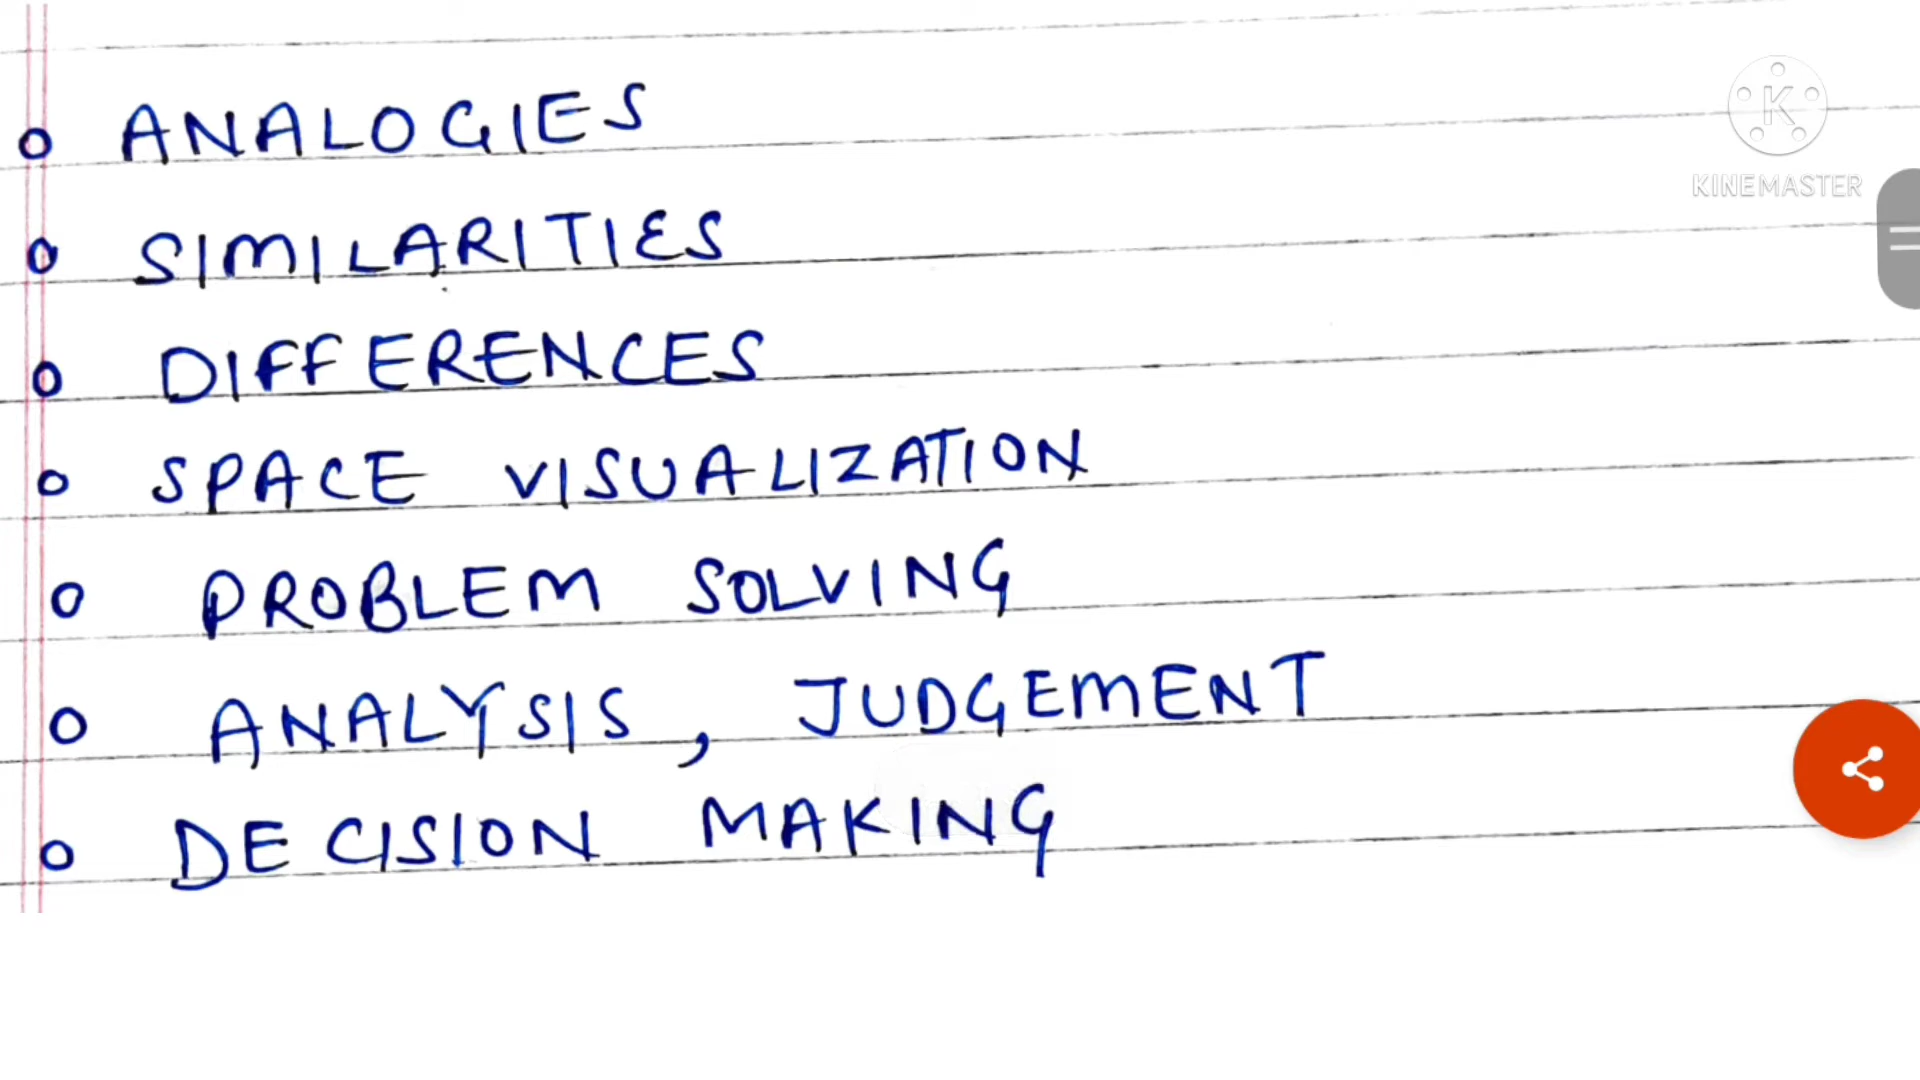 ANALOGIES
SIMILARITIES
DIFFERENCES
SPACE VISUALIZATION
PROBLEM SOLVING
ANALYSIS, JUDGEMENT
DECISION MAKING
K
KINEMASTER